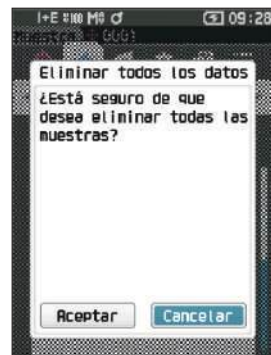 09:28
Eliminar todos los datos
¿Está seguro de que
desea eliminar todas las
muestras?
Aceptar
Cancelar